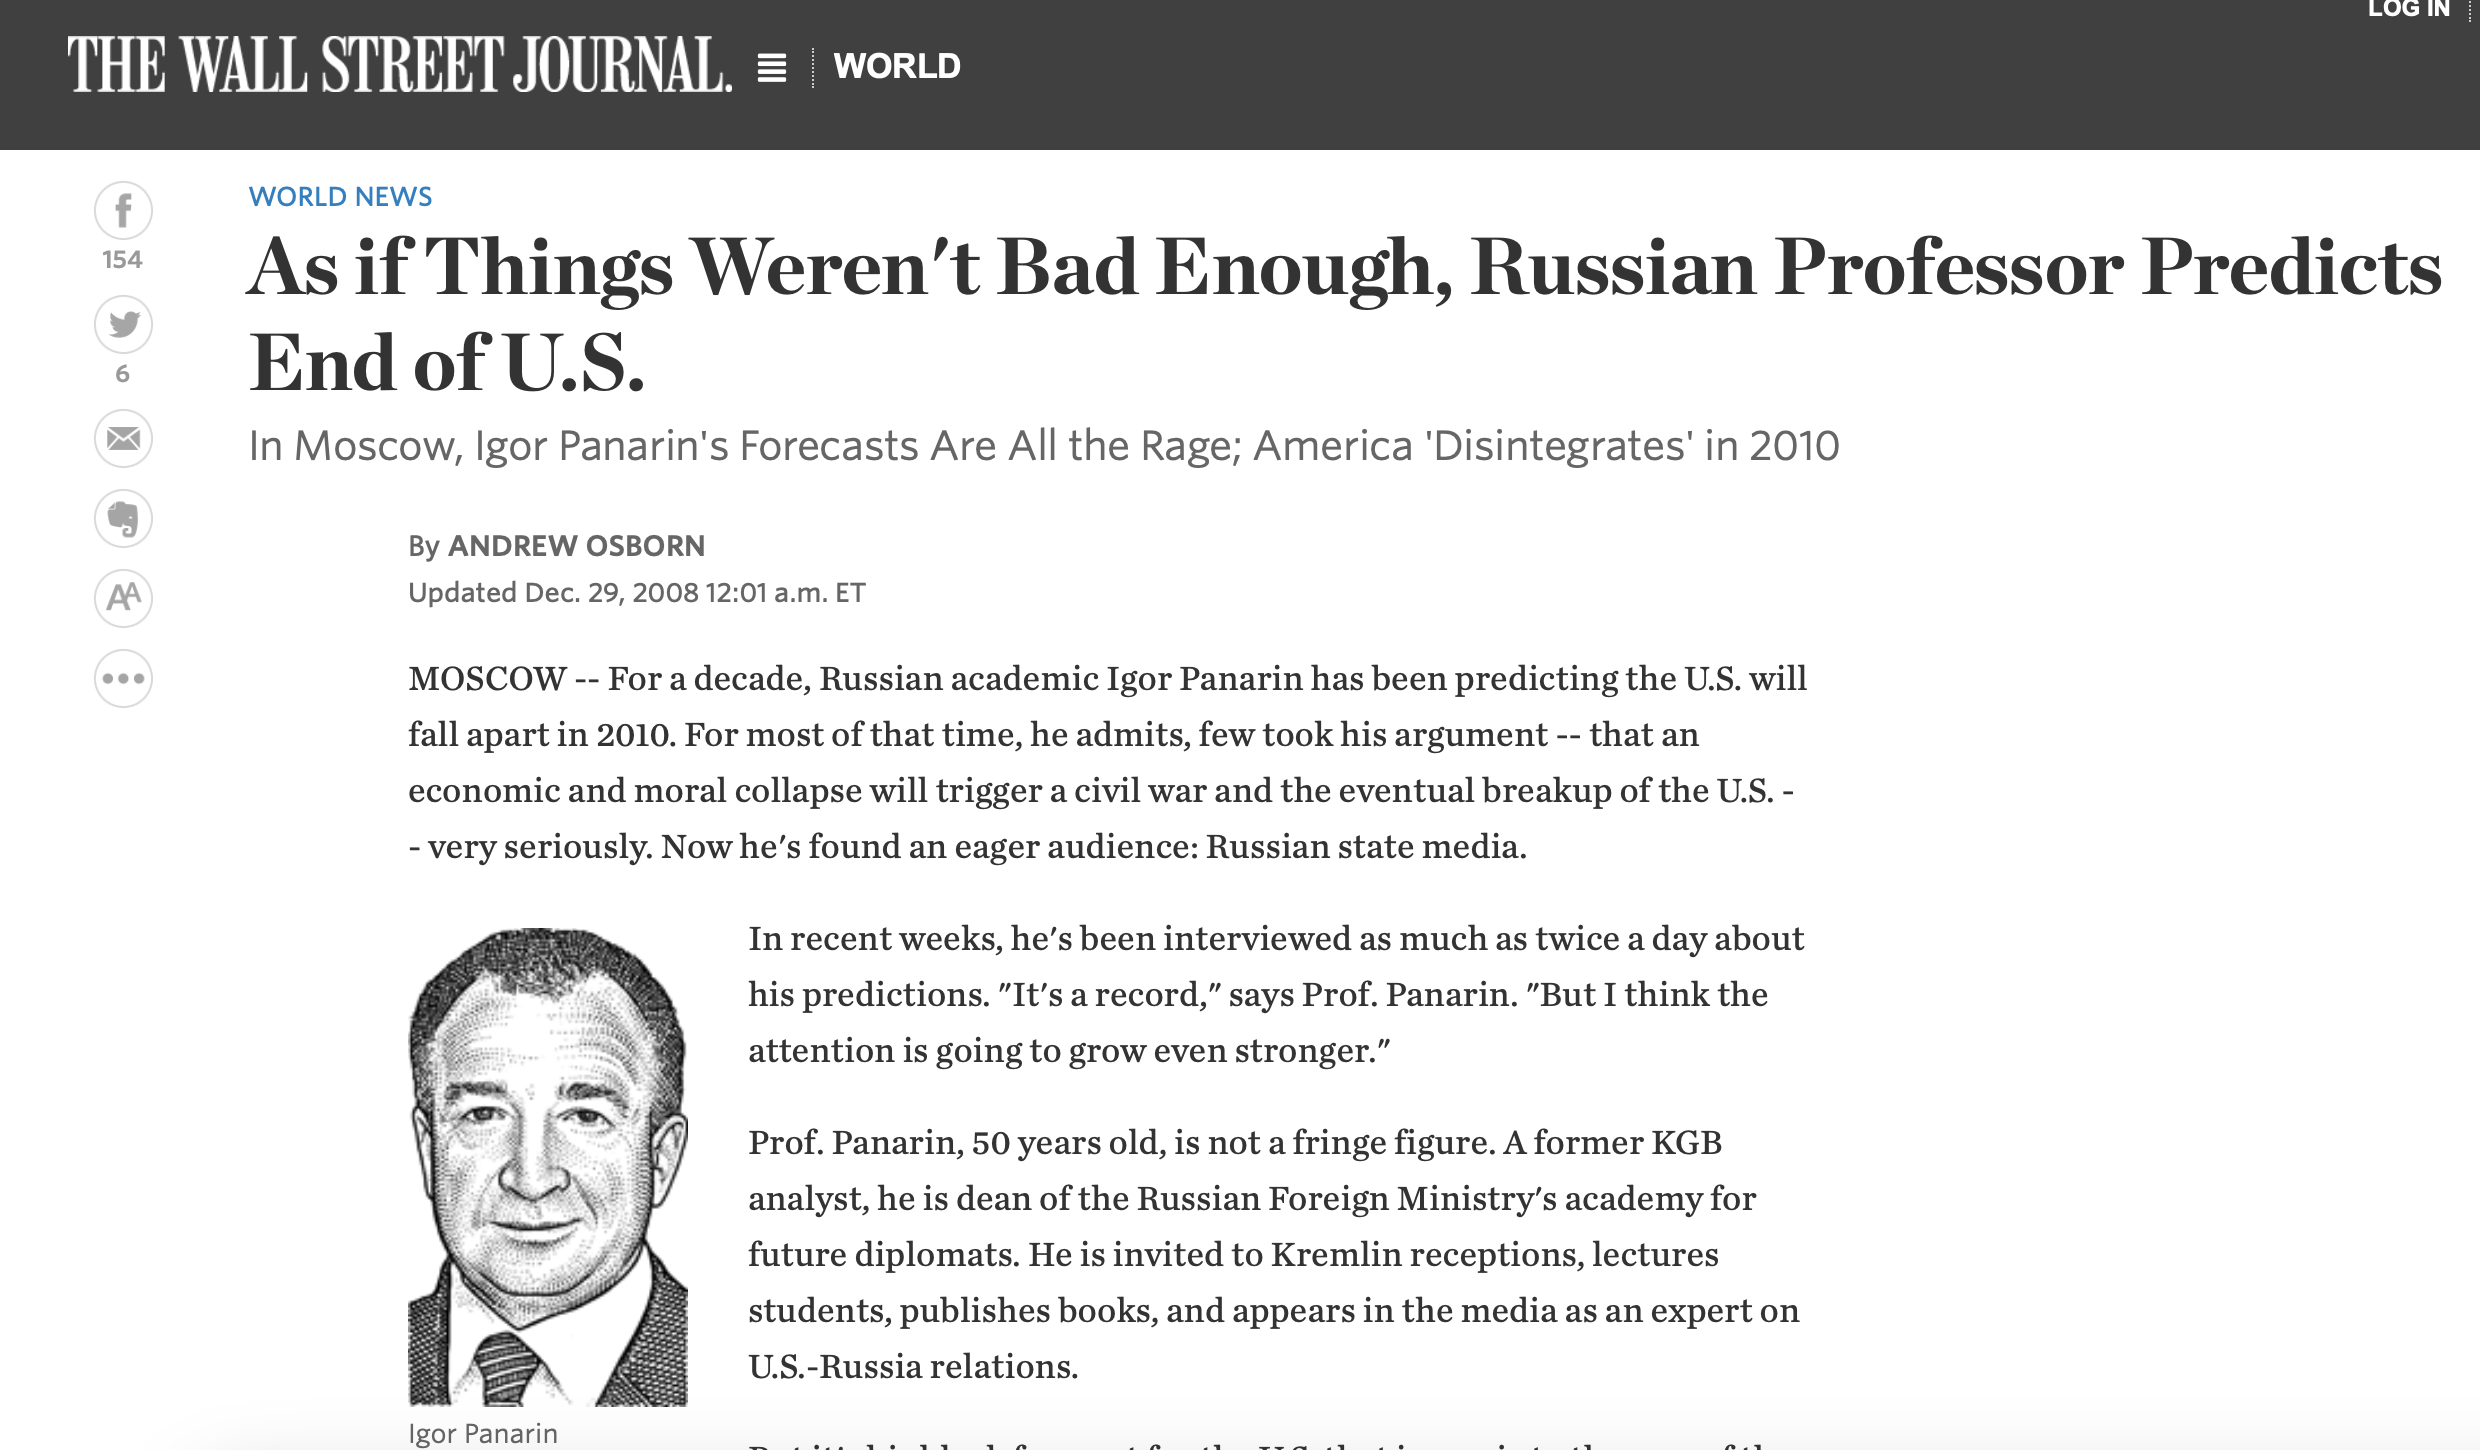 LOG IN
THE WALL STREET JOURNAL.
WORLD
WORLD NEWS
As if Things Weren't Bad Enough, Russian Professor Predicts
End of U.S.
In Moscow, Igor Panarin's Forecasts Are All the Rage; America 'Disintegrates' in 2010
154
6
AA
By ANDREW OSBORN
Updated Dec. 29, 2008 12:01 a.m. ET
MOSCOW -- For a decade, Russian academic Igor Panarin has been predicting the U.S. will
fall apart in 2010. For most of that time, he admits, few took his argument -- that an
economic and moral collapse will trigger a civil war and the eventual breakup of the U.S. -
- very seriously. Now he's found an eager audience: Russian state media.
In recent weeks, he's been interviewed as much as twice a day about
his predictions. "It's a record," says Prof. Panarin. "But I think the
attention is going to grow even stronger."
Prof. Panarin, 50 years old, is not a fringe figure. A former KGB
analyst, he is dean of the Russian Foreign Ministry's academy for
future diplomats. He is invited to Kremlin receptions, lectures
students, publishes books, and appears in the media as an expert on
U.S.-Russia relations.
Igor Panarin